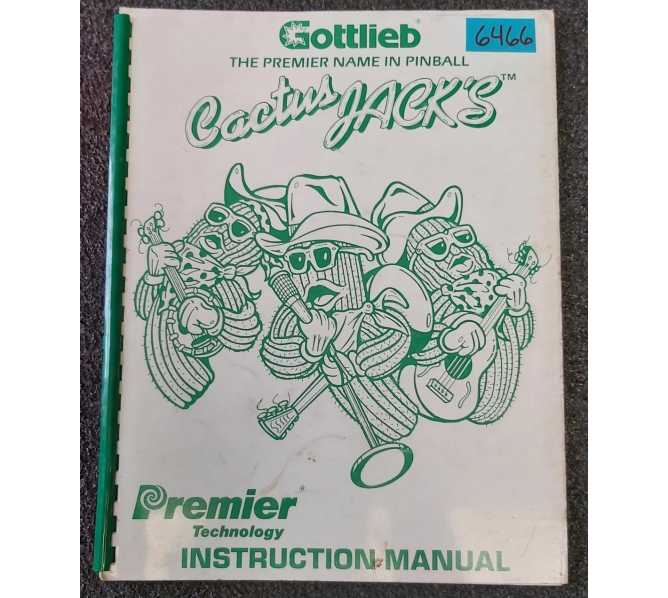 Gottlieb
6466
THE PREMIER NAME IN PINBALL
Cactus JACK'S™
Premier
Technology
INSTRUCTION MANUAL